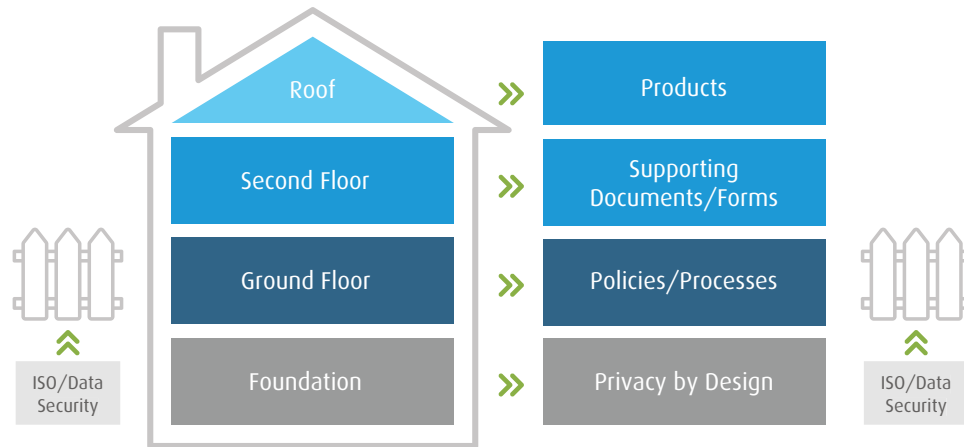 Roof
Products
Second Floor
Supporting
Documents/Forms
Ground Floor
Policies/Processes
Foundation
Privacy by Design
ISO/Data
Security
ISO/Data
Security